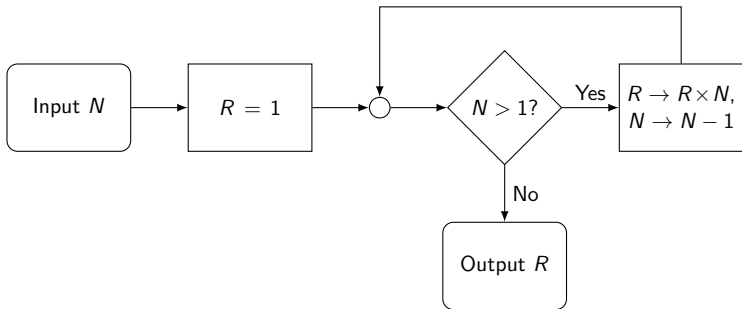 Input N
R = 1
N > 1?
Yes
R → R × N,
N → N − 1
No
Output R